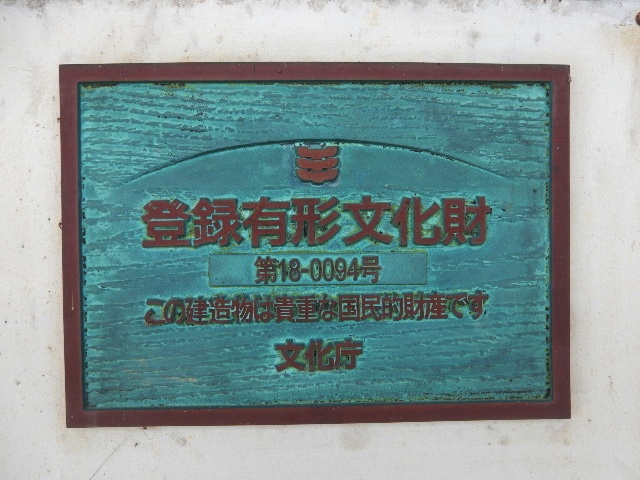 登録有形文化財
第18-0094号
この建造物は貴重な国民的財産です
文化庁